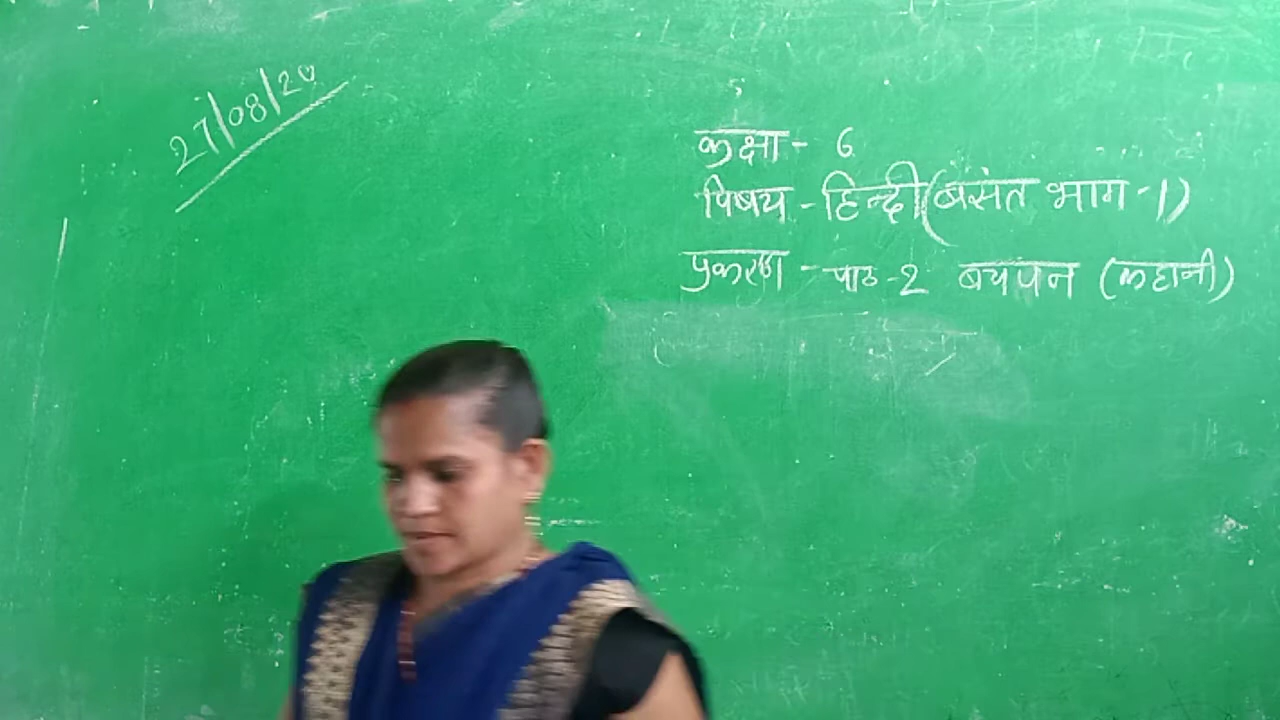 27/08/20
कक्षा - 6
विषय - हिन्दी (बसंत भाग - 1)
प्रकरण - पाठ - 2 बचपन (कहानी)